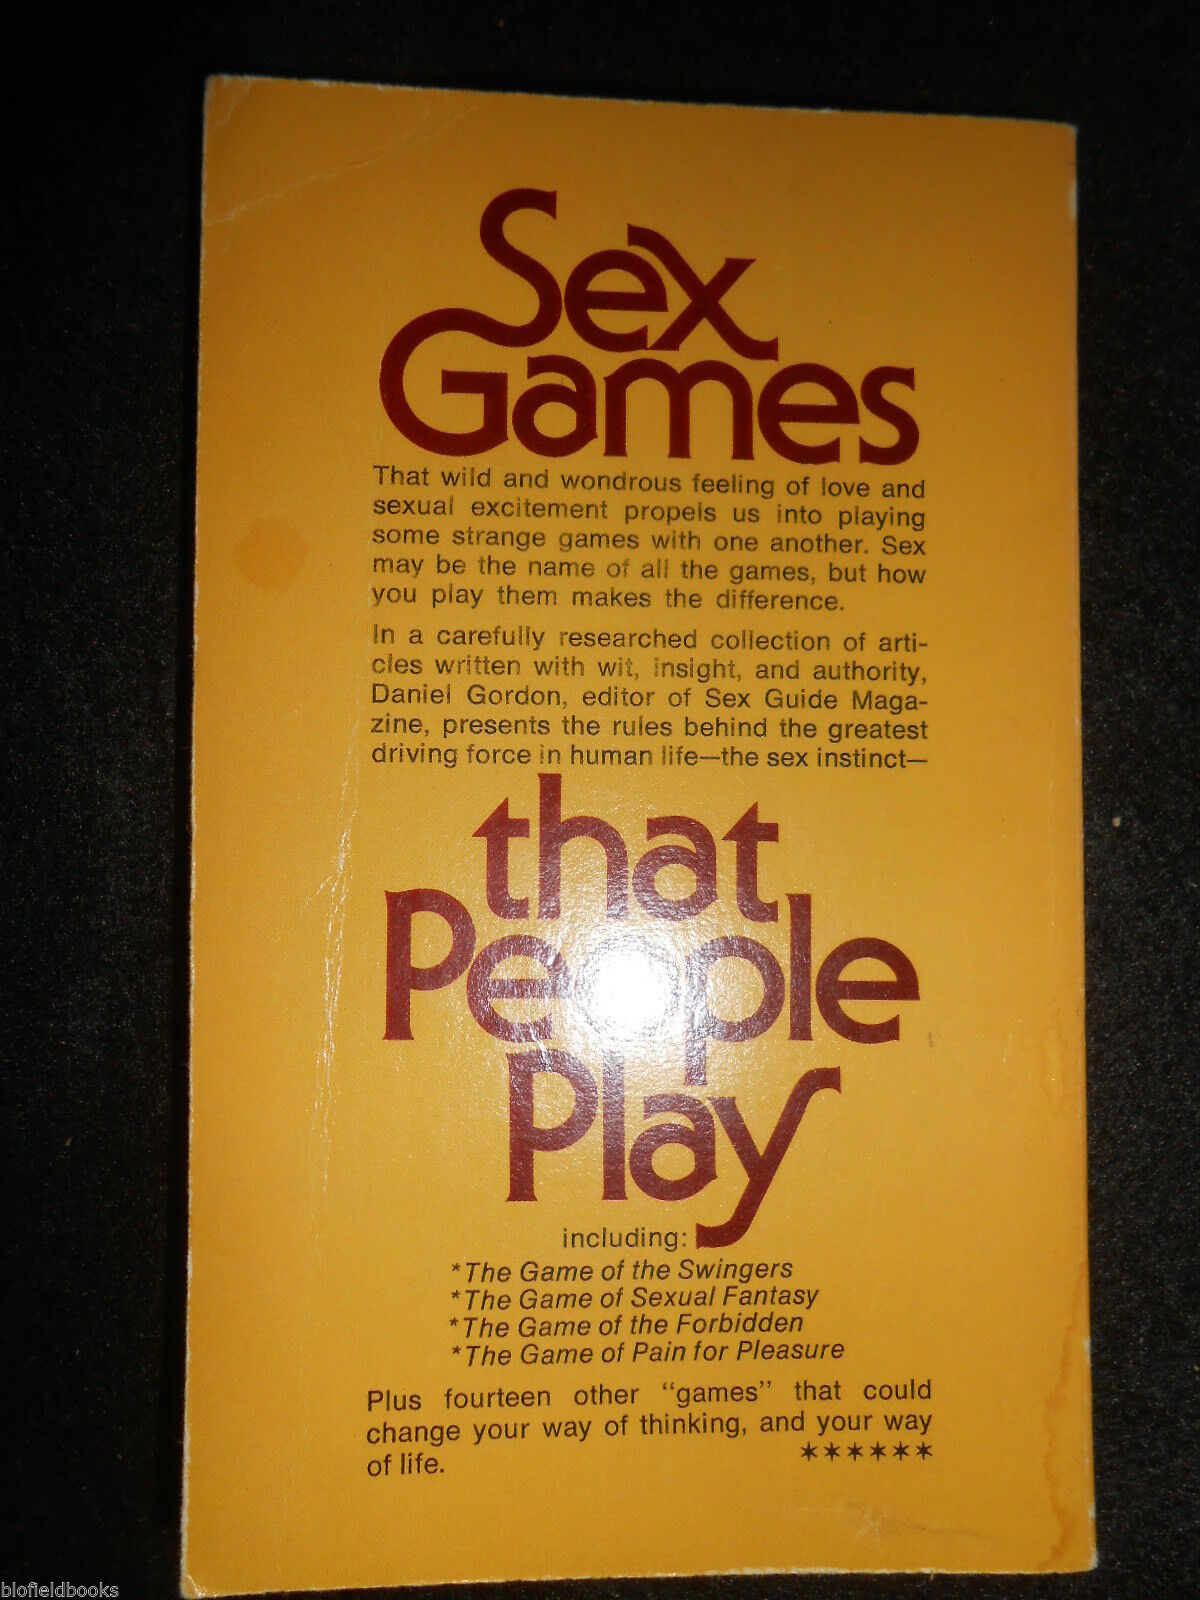 Sex
Games
That wild and wondrous feeling of love and
sexual excitement propels us into playing
some strange games with one another. Sex
may be the name of all the games, but how
you play them makes the difference.
In a carefully researched collection of arti-
cles written with wit, insight, and authority,
Daniel Gordon, editor of Sex Guide Maga-
zine, presents the rules behind the greatest
driving force in human life—the sex instinct—
that
People
Play
including:
*The Game of the Swingers
*The Game of Sexual Fantasy
*The Game of the Forbidden
*The Game of Pain for Pleasure
Plus fourteen other "games" that could
change your way of thinking, and your way
of life. ✶✶✶✶✶✶
blofieldbooks